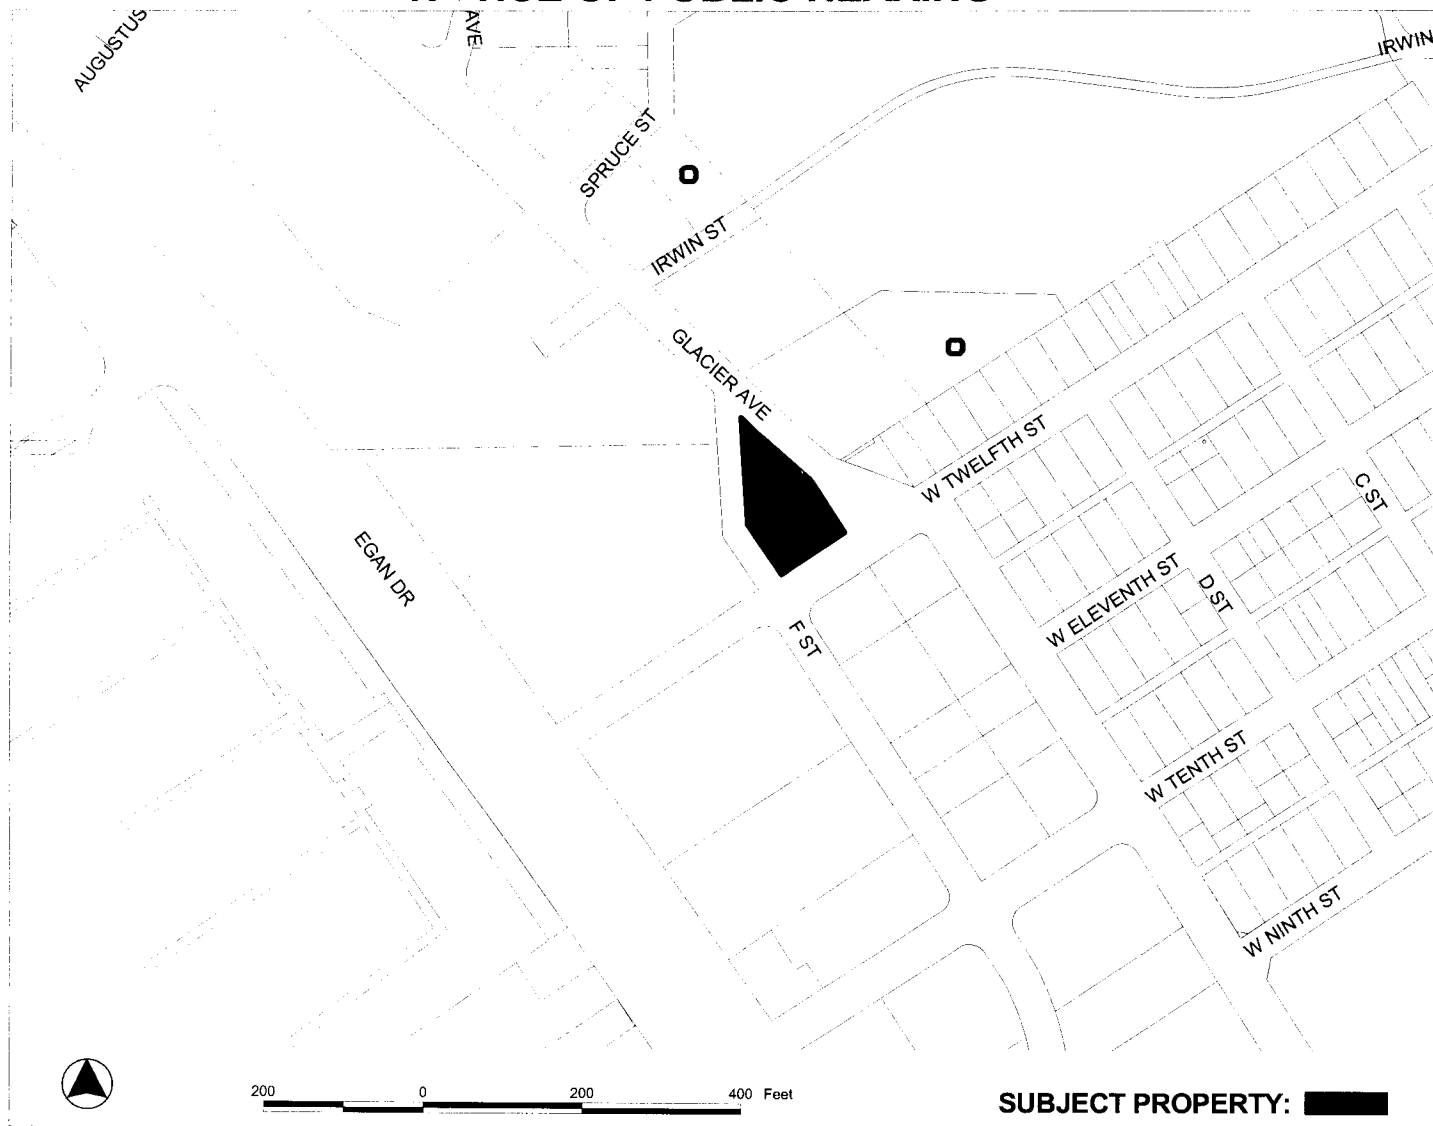 AUGUSTUS
AVE
IRWIN
SPRUCE ST
IRWIN ST
GLACIER AVE
W TWELFTH ST
C ST
EGAN DR
W ELEVENTH ST
D ST
F ST
W TENTH ST
W NINTH ST
200 0 200 400 Feet
SUBJECT PROPERTY: